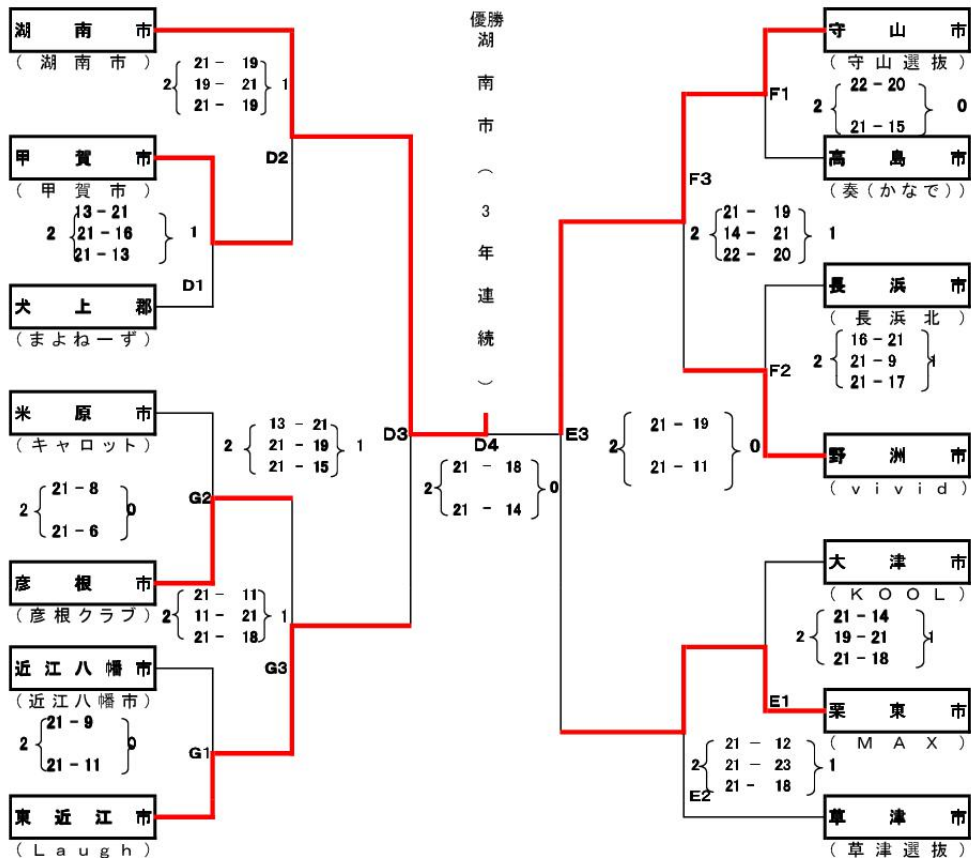 優勝
湖南市（3年連続）
湖南市
(湖南市)
2 21 - 19 1
19 - 21
21 - 19
D2
甲賀市
(甲賀市)
2 13 - 21 1
21 - 16
21 - 13
D1
犬上郡
(まよねーず)
米原市
(キャロット)
2 21 - 8 0
21 - 6
G2
彦根市
(彦根クラブ)
2 21 - 11 1
11 - 21
21 - 18
G3
近江八幡市
(近江八幡市)
2 21 - 9 0
21 - 11
G1
東近江市
(Laugh)
2 13 - 21 1
21 - 19
21 - 15
D3
D4
2 21 - 18 0
21 - 14
E3
2 21 - 19 0
21 - 11
守山市
(守山選抜)
F1
2 22 - 20 0
21 - 15
高島市
(奏(かなで))
F3
2 21 - 19 1
14 - 21
22 - 20
長浜市
(長浜北)
F2
2 16 - 21 1
21 - 9
21 - 17
野洲市
(vivid)
大津市
(KOOL)
2 21 - 14 1
19 - 21
21 - 18
E1
栗東市
(MAX)
2 21 - 12 1
21 - 23
21 - 18
E2
草津市
(草津選抜)